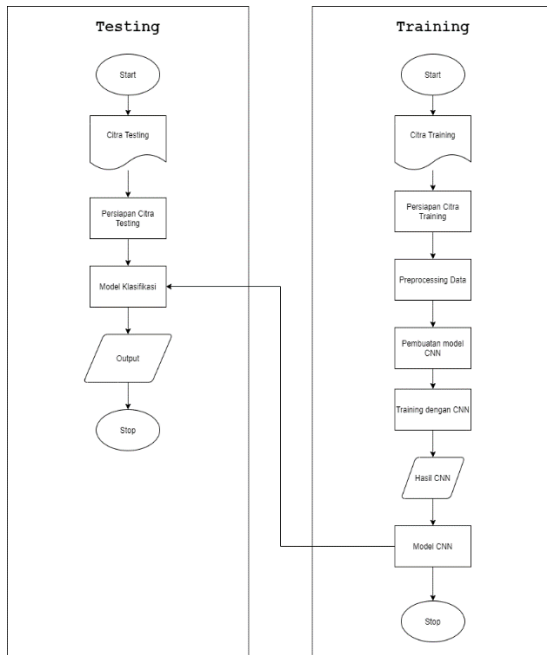 Testing
Start
Citra Testing
Persiapan Citra
Testing
Model Klasifikasi
Output
Stop
Training
Start
Citra Training
Persiapan Citra
Training
Preprocessing Data
Pembuatan model
CNN
Training dengan CNN
Hasil CNN
Model CNN
Stop